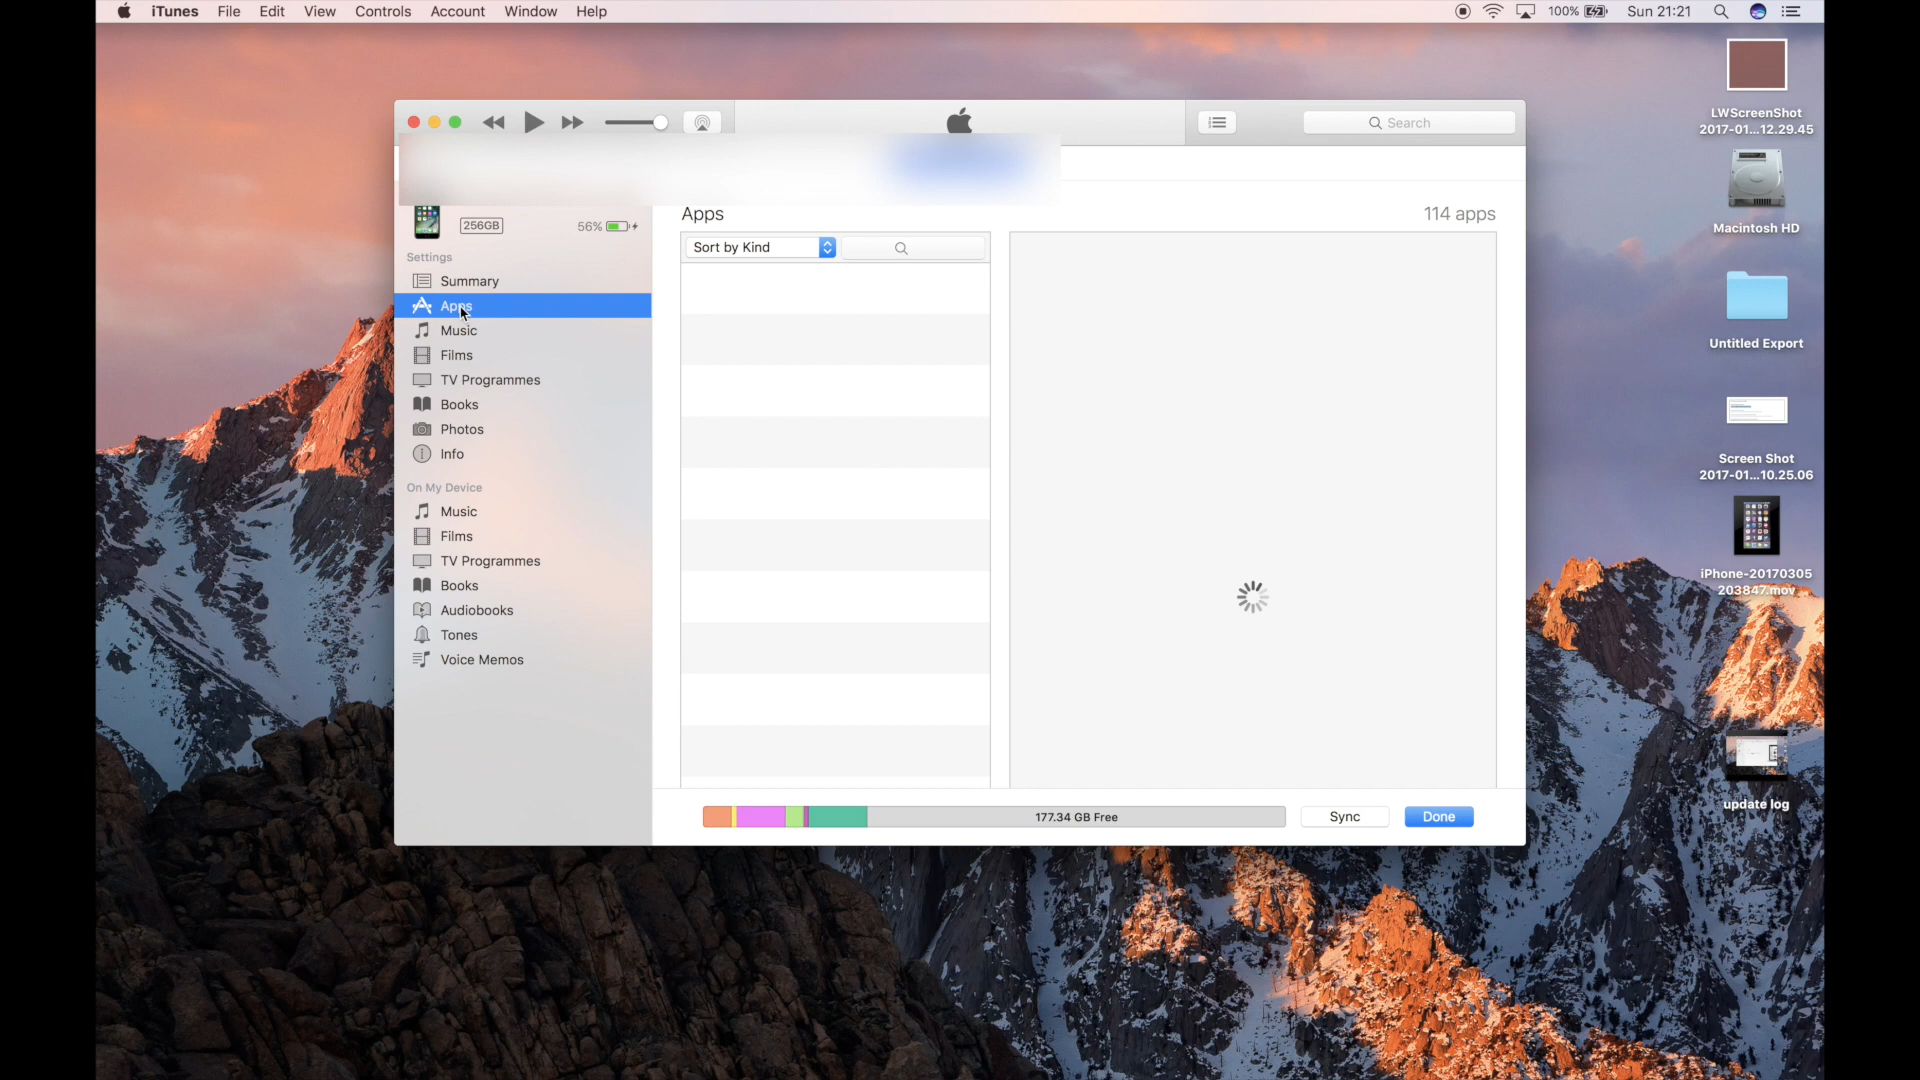 iTunes File Edit View Controls Account Window Help
100% Sun 21:21
Search
LWScreenShot
2017-01...12.29.45
Macintosh HD
Untitled Export
Screen Shot
2017-01...10.25.06
iPhone-20170305
203847.mov
update log
256GB 56%
Settings
Summary
Apps
Music
Films
TV Programmes
Books
Photos
Info
On My Device
Music
Films
TV Programmes
Books
Audiobooks
Tones
Voice Memos
Apps 114 apps
Sort by Kind
177.34 GB Free
Sync
Done